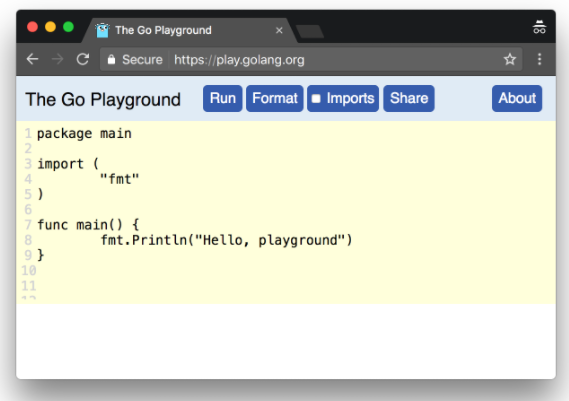 The Go Playground
Secure https://play.golang.org
The Go Playground Run Format Imports Share About
1 package main
2
3 import (
4 "fmt"
5 )
6
7 func main() {
8 fmt.Println("Hello, playground")
9 }
10
11
12